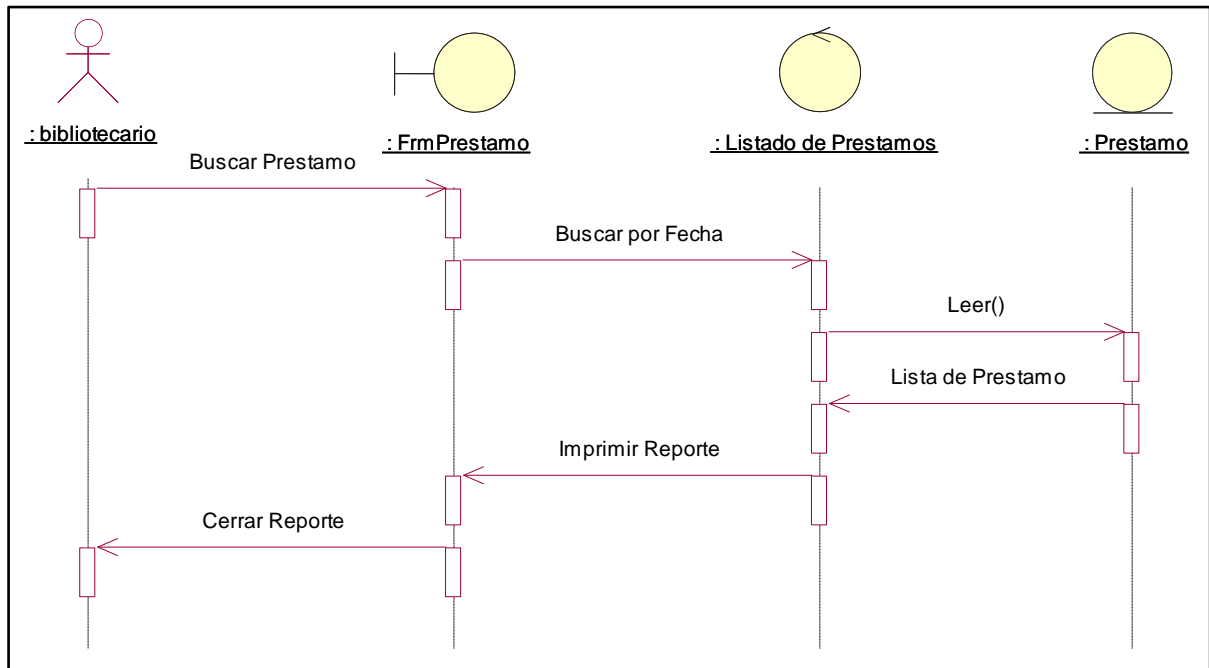 : bibliotecario
: FrmPrestamo
: Listado de Prestamos
: Prestamo
Buscar Prestamo
Buscar por Fecha
Leer()
Lista de Prestamo
Imprimir Reporte
Cerrar Reporte